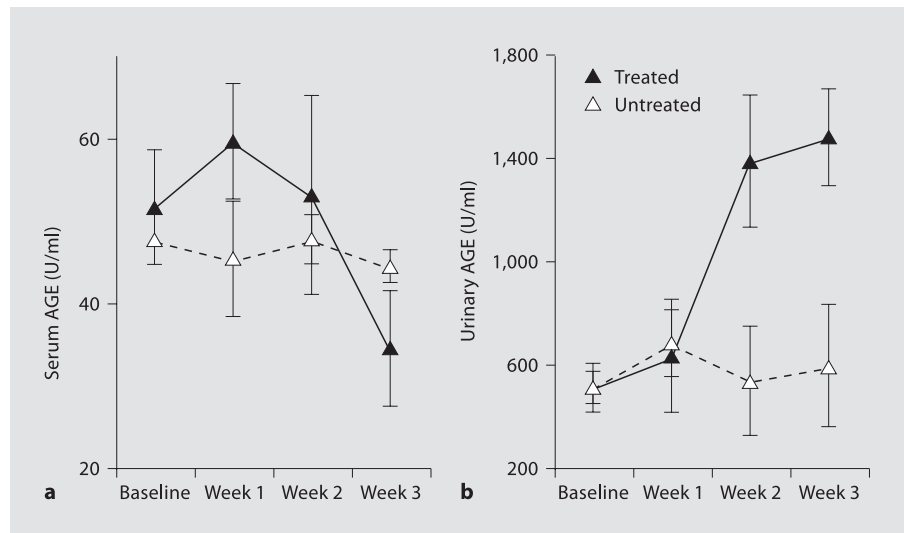 Serum AGE (U/ml)
60
40
20
a
Baseline
Week 1
Week 2
Week 3
Urinary AGE (U/ml)
1,800
1,400
1,000
600
200
Treated
Untreated
b
Baseline
Week 1
Week 2
Week 3